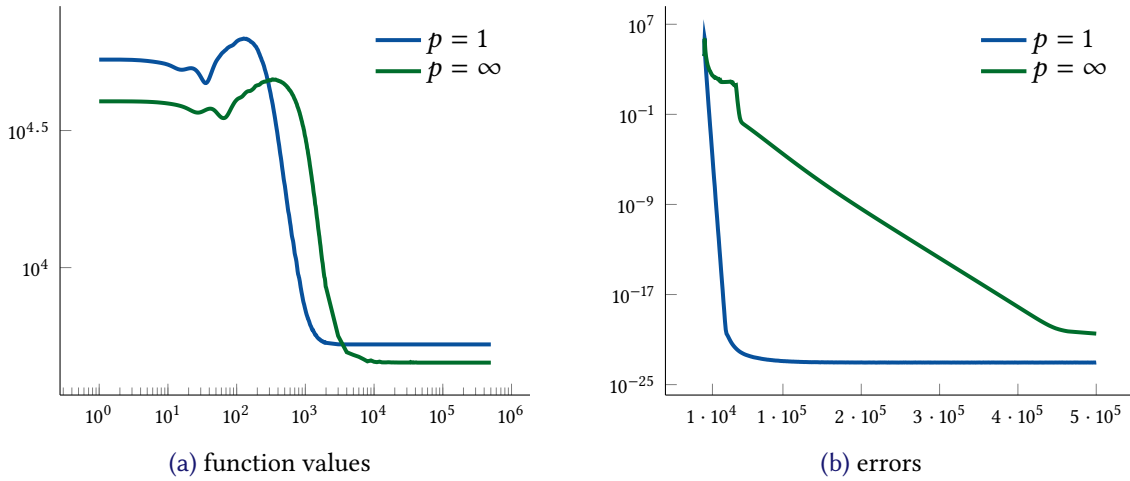 p = 1
p = ∞
10^4.5
10^4
10^0 10^1 10^2 10^3 10^4 10^5 10^6
(a) function values
p = 1
p = ∞
10^7
10^−1
10^−9
10^−17
10^−25
1 · 10^4 1 · 10^5 2 · 10^5 3 · 10^5 4 · 10^5 5 · 10^5
(b) errors